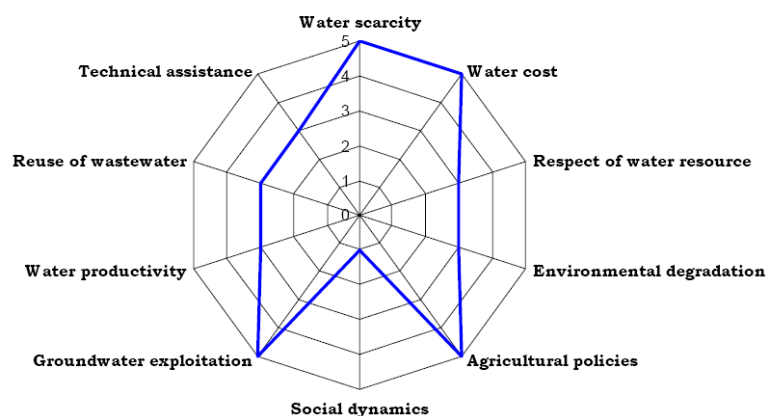 Water scarcity
5
Technical assistance
Water cost
4
3
Reuse of wastewater
Respect of water resource
2
1
0
Water productivity
Environmental degradation
Groundwater exploitation
Agricultural policies
Social dynamics